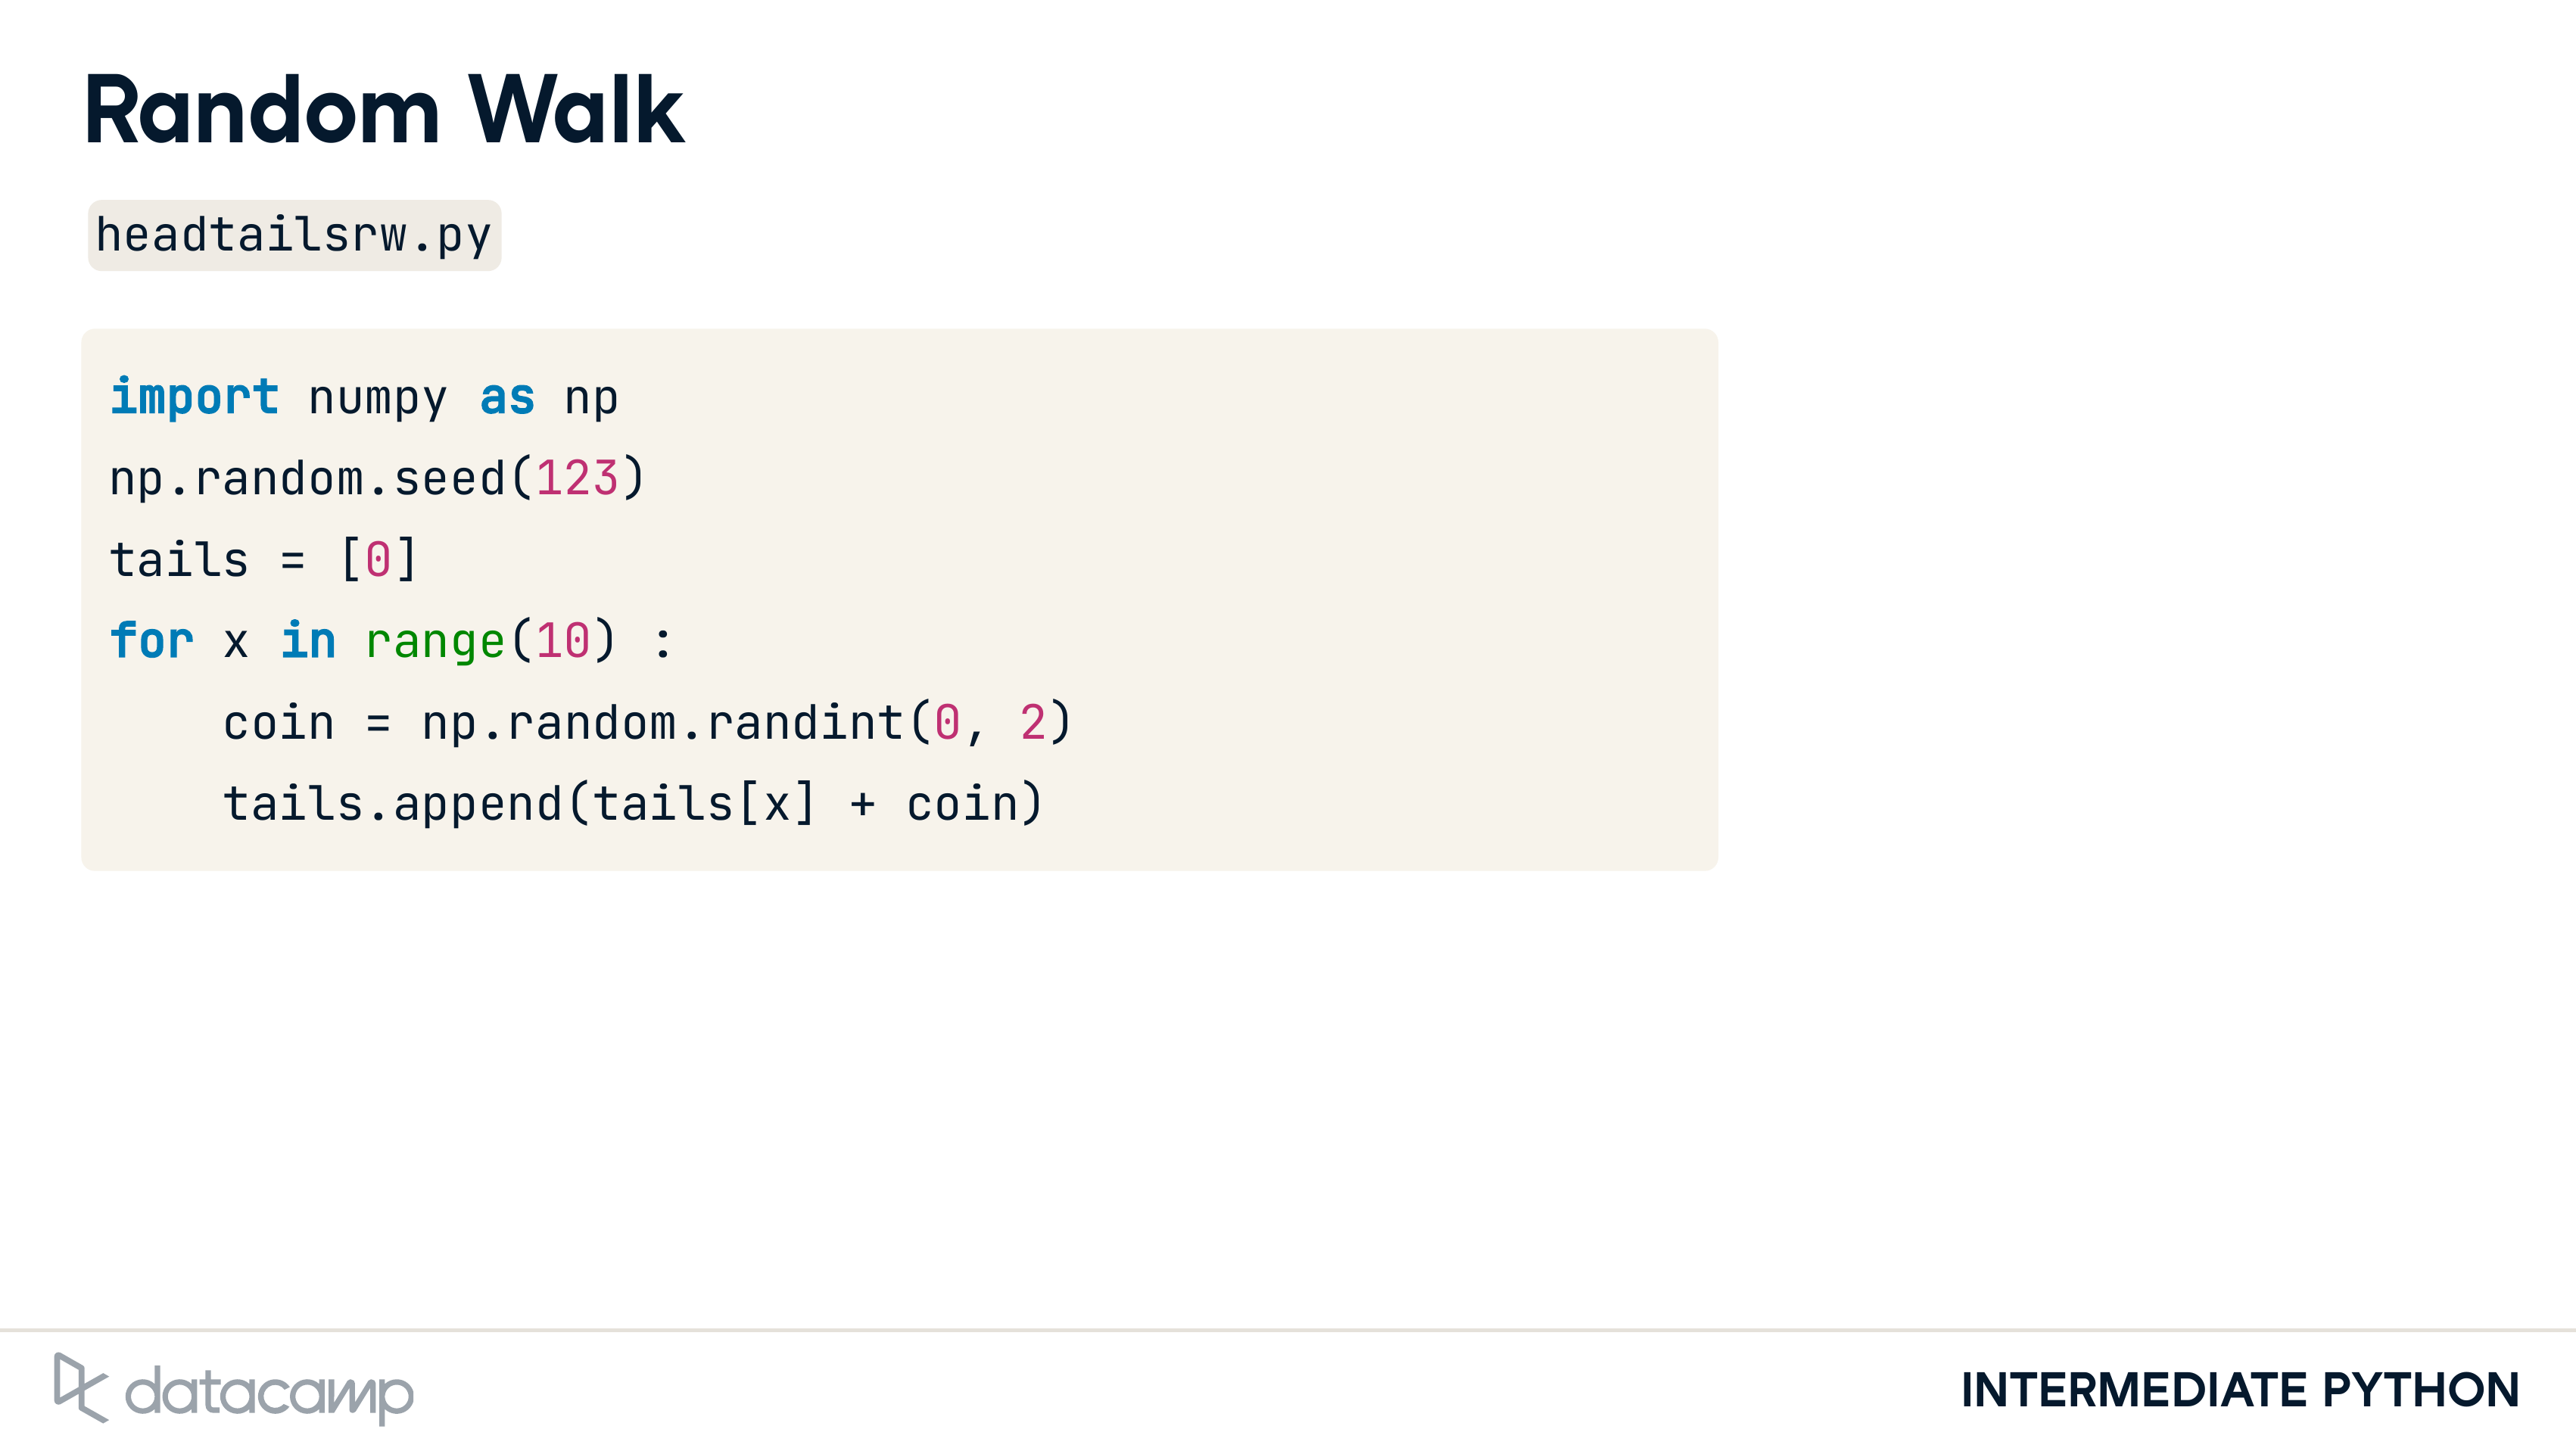 Random Walk
headtailsrw.py
import numpy as np
np.random.seed(123)
tails = [0]
for x in range(10) :
    coin = np.random.randint(0, 2)
    tails.append(tails[x] + coin)
datacamp
INTERMEDIATE PYTHON